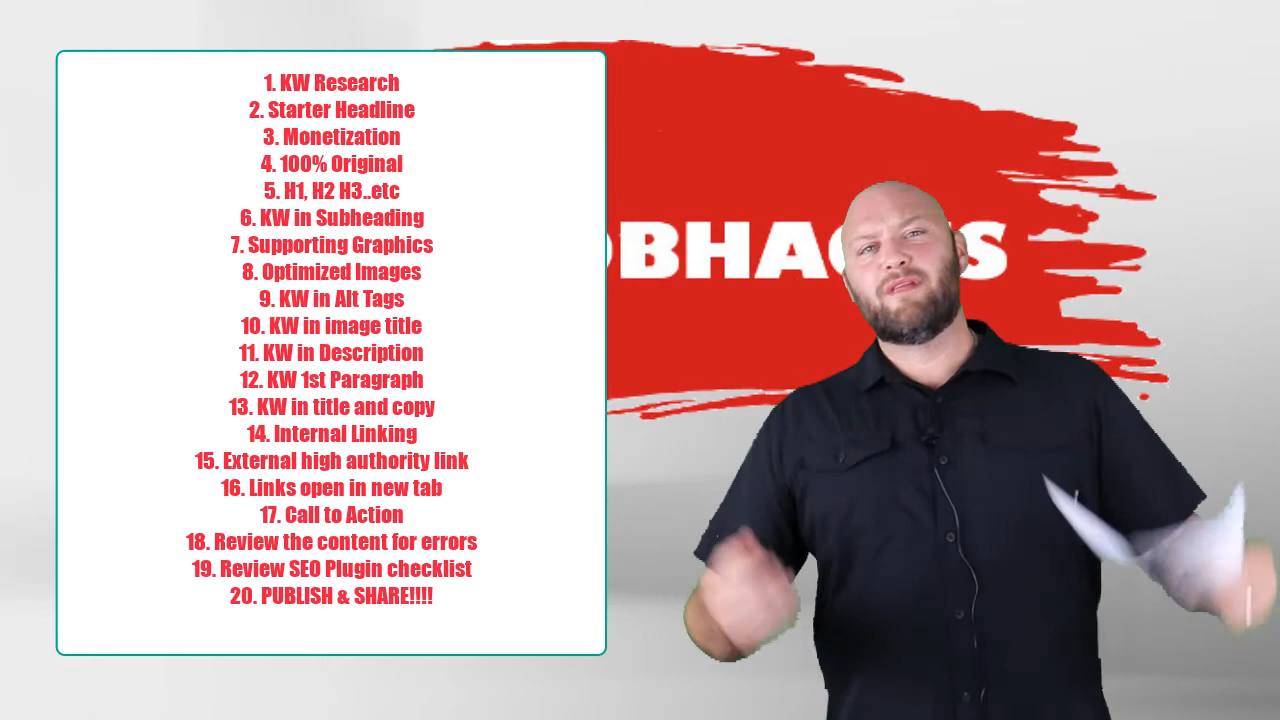 1. KW Research
2. Starter Headline
3. Monetization
4. 100% Original
5. H1, H2 H3..etc
6. KW in Subheading
7. Supporting Graphics
8. Optimized Images
9. KW in Alt Tags
10. KW in image title
11. KW in Description
12. KW 1st Paragraph
13. KW in title and copy
14. Internal Linking
15. External high authority link
16. Links open in new tab
17. Call to Action
18. Review the content for errors
19. Review SEO Plugin checklist
20. PUBLISH & SHARE!!!!